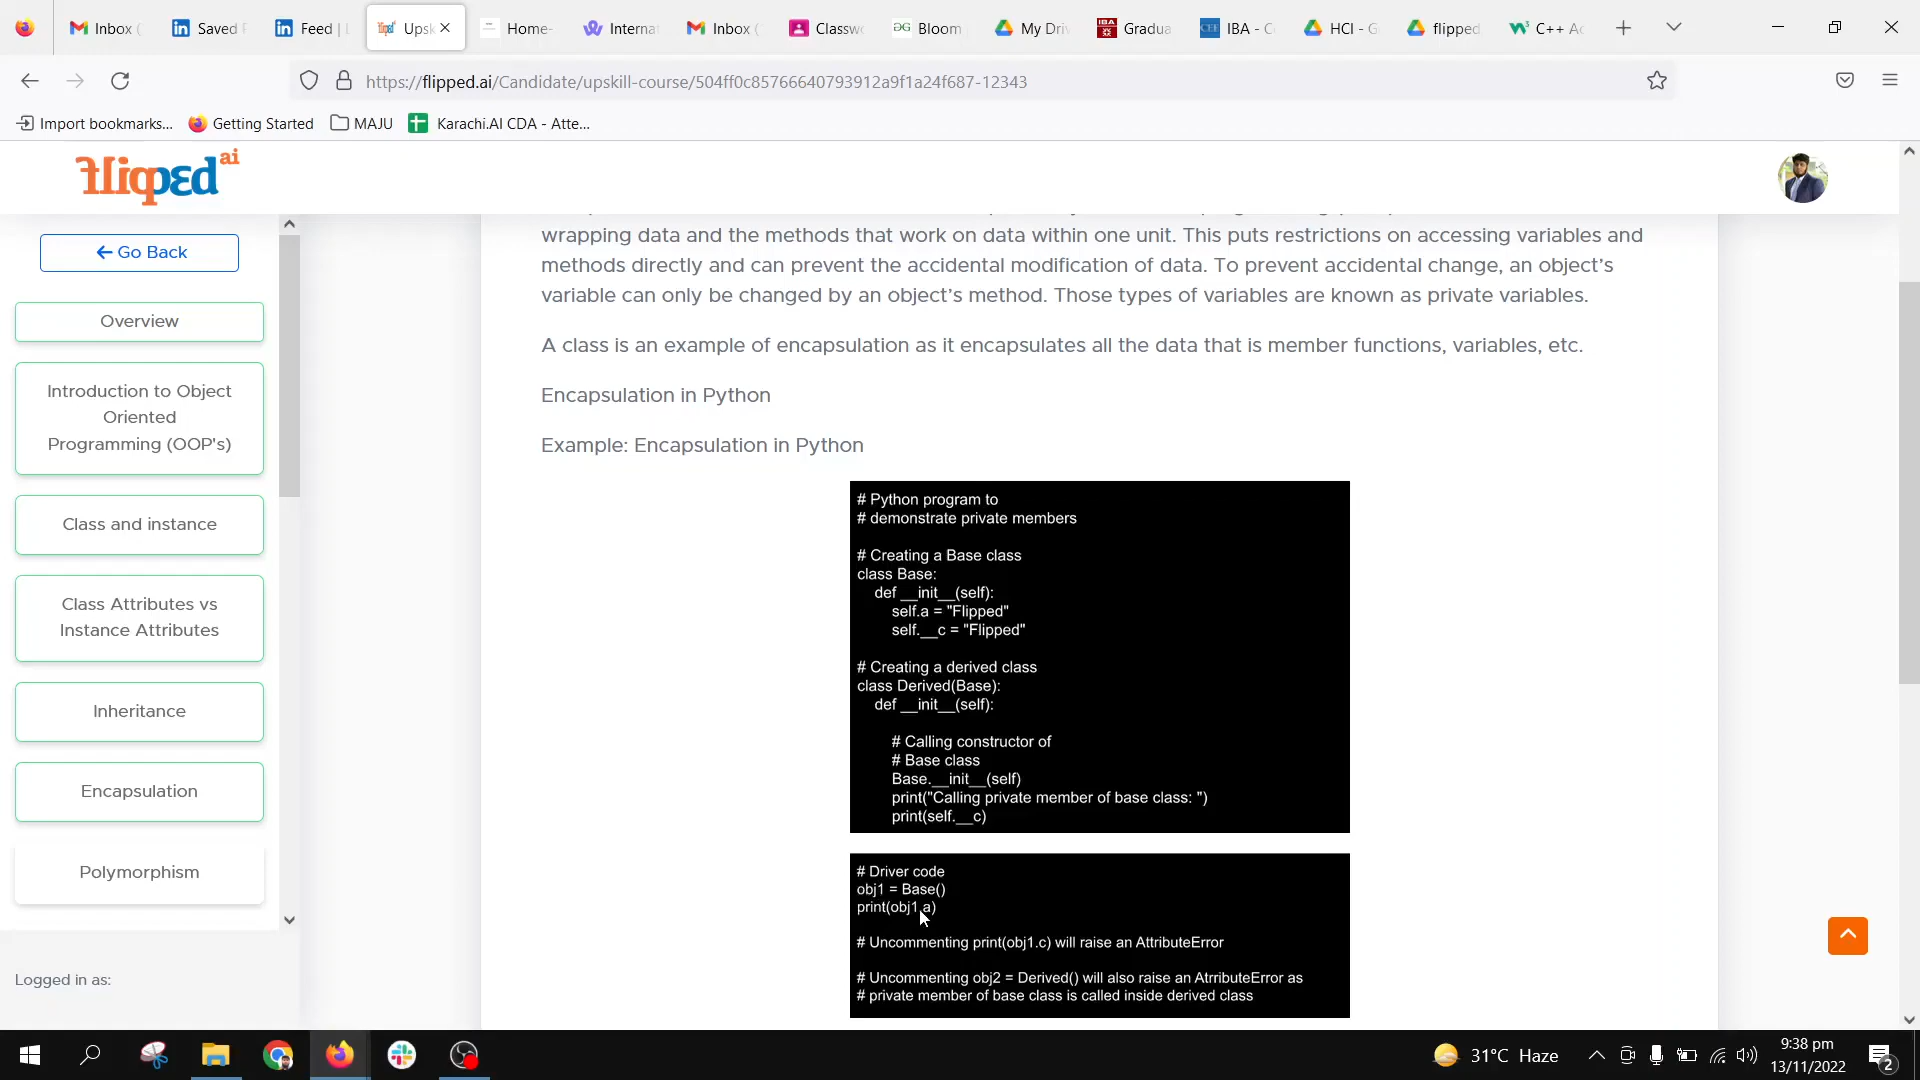 Inbox (
Saved
Feed |
Upsk
Home-
Interna
Inbox (
Classw
Bloom
My Driv
Gradua
IBA - C
HCI - G
flipped
C++ Ac
https://flipped.ai/Candidate/upskill-course/504ff0c85766640793912a9f1a24f687-12343
Import bookmarks...
Getting Started
MAJU
Karachi.AI CDA - Atte...
flipped ai
Go Back
Overview
Introduction to Object
Oriented
Programming (OOP's)
Class and instance
Class Attributes vs
Instance Attributes
Inheritance
Encapsulation
Polymorphism
Logged in as:
wrapping data and the methods that work on data within one unit. This puts restrictions on accessing variables and
methods directly and can prevent the accidental modification of data. To prevent accidental change, an object’s
variable can only be changed by an object’s method. Those types of variables are known as private variables.
A class is an example of encapsulation as it encapsulates all the data that is member functions, variables, etc.
Encapsulation in Python
Example: Encapsulation in Python
# Python program to
# demonstrate private members
# Creating a Base class
class Base:
def __init__(self):
self.a = "Flipped"
self.__c = "Flipped"
# Creating a derived class
class Derived(Base):
def __init__(self):
# Calling constructor of
# Base class
Base.__init__(self)
print("Calling private member of base class: ")
print(self.__c)
# Driver code
obj1 = Base()
print(obj1.a)
# Uncommenting print(obj1.c) will raise an AttributeError
# Uncommenting obj2 = Derived() will also raise an AtrributeError as
# private member of base class is called inside derived class
31°C Haze
9:38 pm
13/11/2022
2